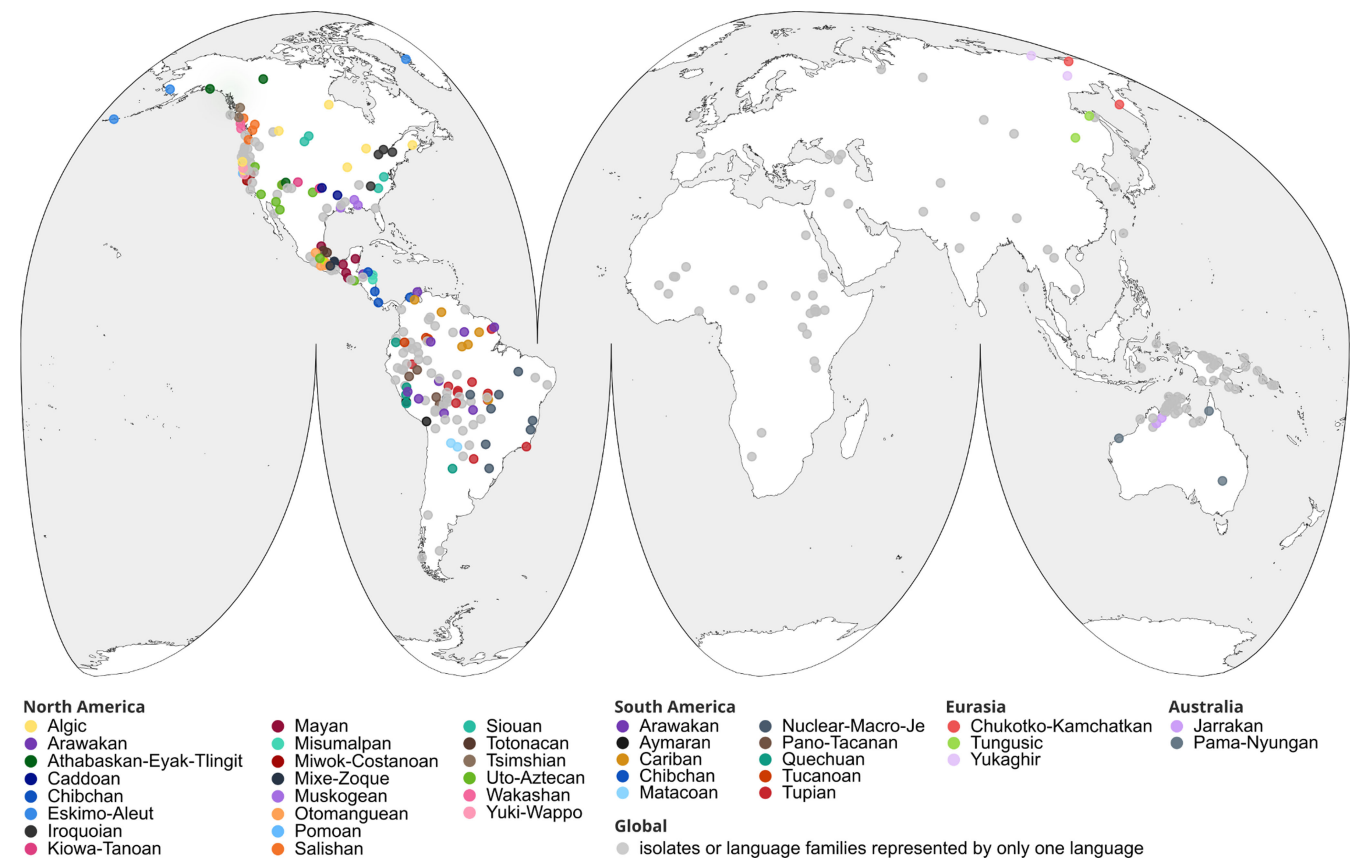 North America
Algic
Arawakan
Athabaskan-Eyak-Tlingit
Caddoan
Chibchan
Eskimo-Aleut
Iroquoian
Kiowa-Tanoan
Mayan
Misumalpan
Miwok-Costanoan
Mixe-Zoque
Muskogean
Otomanguean
Pomoan
Salishan
Siouan
Totonacan
Tsimshian
Uto-Aztecan
Wakashan
Yuki-Wappo
South America
Arawakan
Aymaran
Cariban
Chibchan
Matacoan
Nuclear-Macro-Je
Pano-Tacanan
Quechuan
Tucanoan
Tupian
Global
isolates or language families represented by only one language
Eurasia
Chukotko-Kamchatkan
Tungusic
Yukaghir
Australia
Jarrakan
Pama-Nyungan